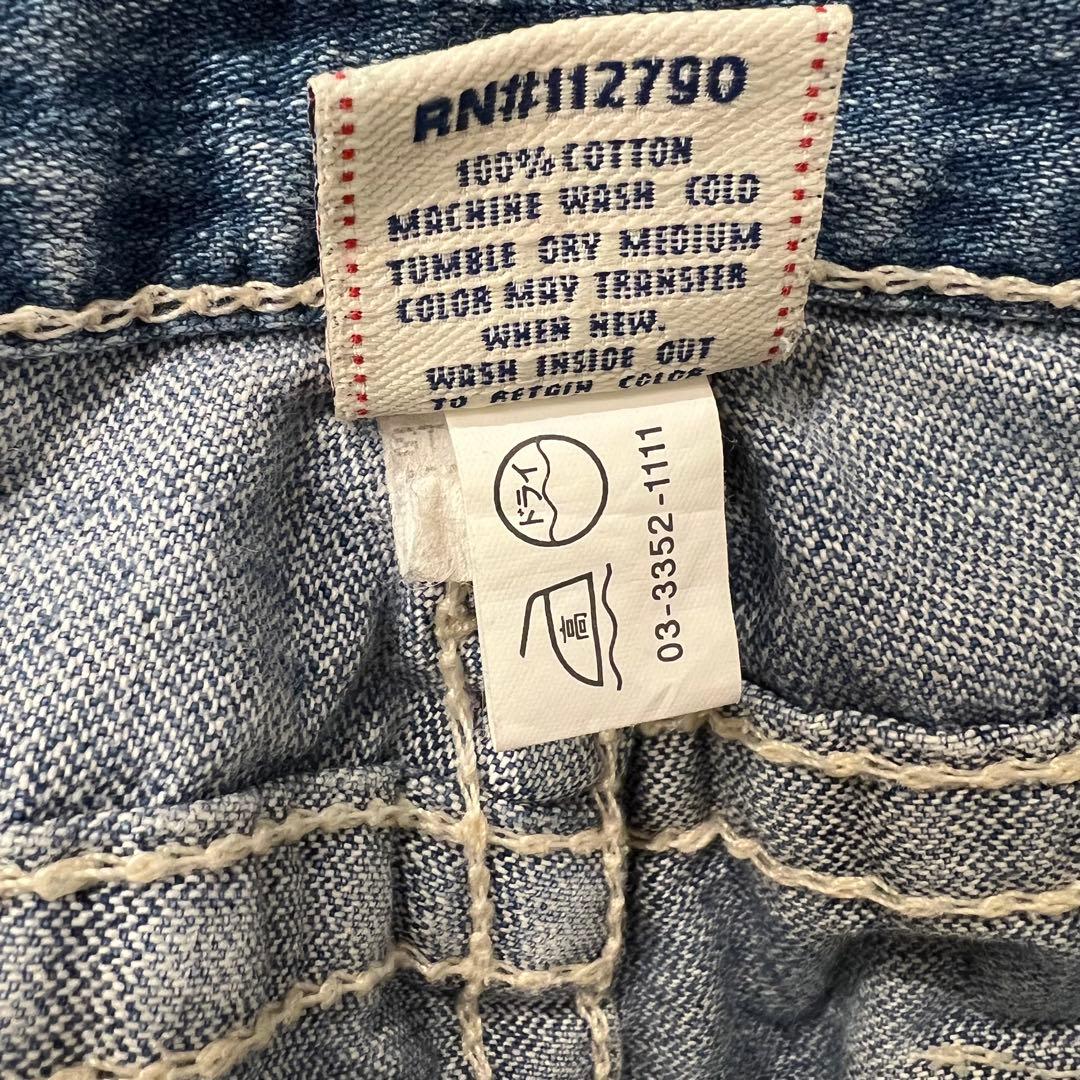 RN#112790
100% COTTON
MACHINE WASH COLD
TUMBLE DRY MEDIUM
COLOR MAY TRANSFER
WHEN NEW.
WASH INSIDE OUT
TO RETAIN COLOR
ドライ
高
03-3352-1111